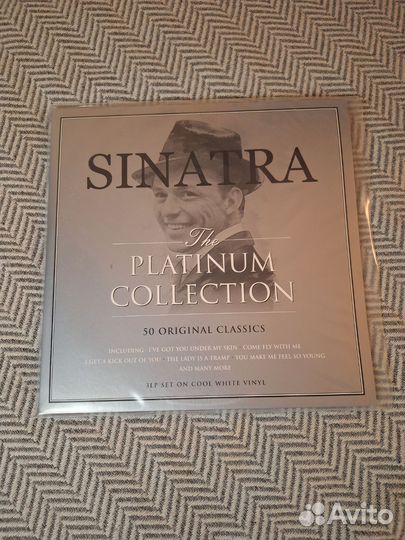 SINATRA
The
PLATINUM
COLLECTION
50 ORIGINAL CLASSICS
INCLUDING · I'VE GOT YOU UNDER MY SKIN · COME FLY WITH ME
I GET A KICK OUT OF YOU · THE LADY IS A TRAMP · YOU MAKE ME FEEL SO YOUNG
AND MANY MORE
3LP SET ON COOL WHITE VINYL
Avito